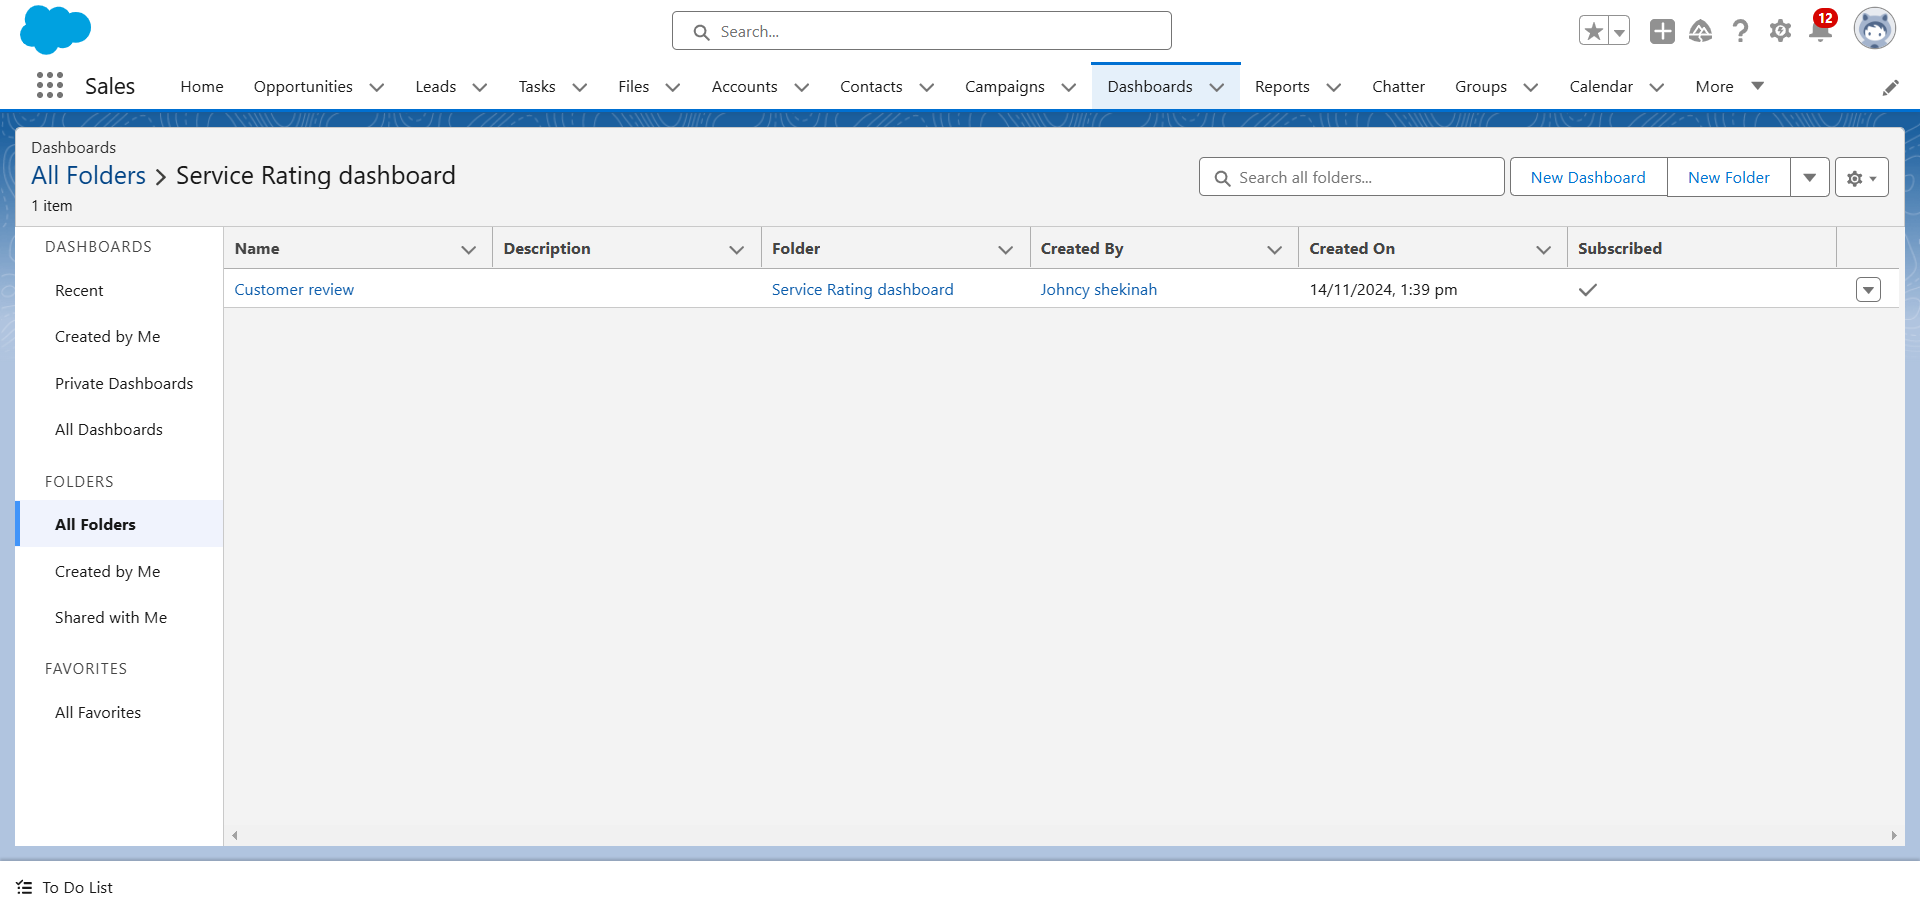 Search...
12
Sales
Home
Opportunities
Leads
Tasks
Files
Accounts
Contacts
Campaigns
Dashboards
Reports
Chatter
Groups
Calendar
More
Dashboards
All Folders > Service Rating dashboard
1 item
Search all folders...
New Dashboard
New Folder
DASHBOARDS
Recent
Created by Me
Private Dashboards
All Dashboards
FOLDERS
All Folders
Created by Me
Shared with Me
FAVORITES
All Favorites
Name Description Folder Created By Created On Subscribed
Customer review Service Rating dashboard Johncy shekinah 14/11/2024, 1:39 pm
To Do List